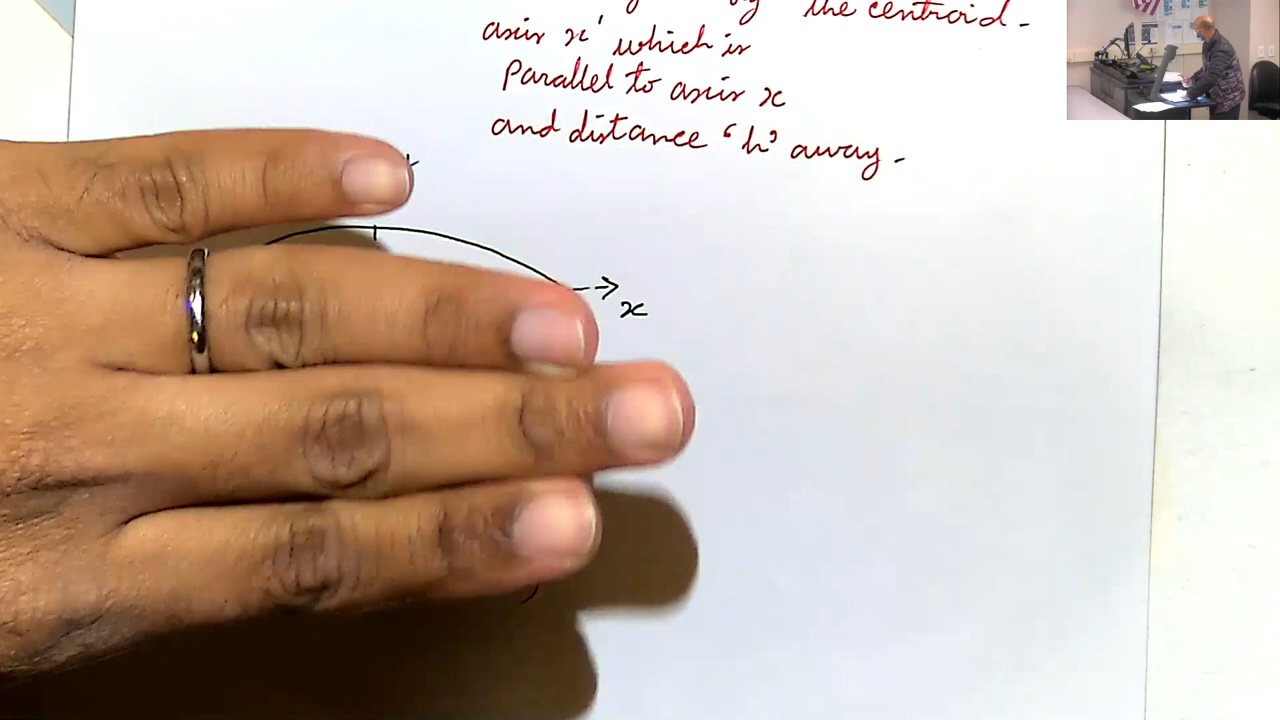 the centroid -
axis x' which is
Parallel to axis x
and distance 'h' away.
x